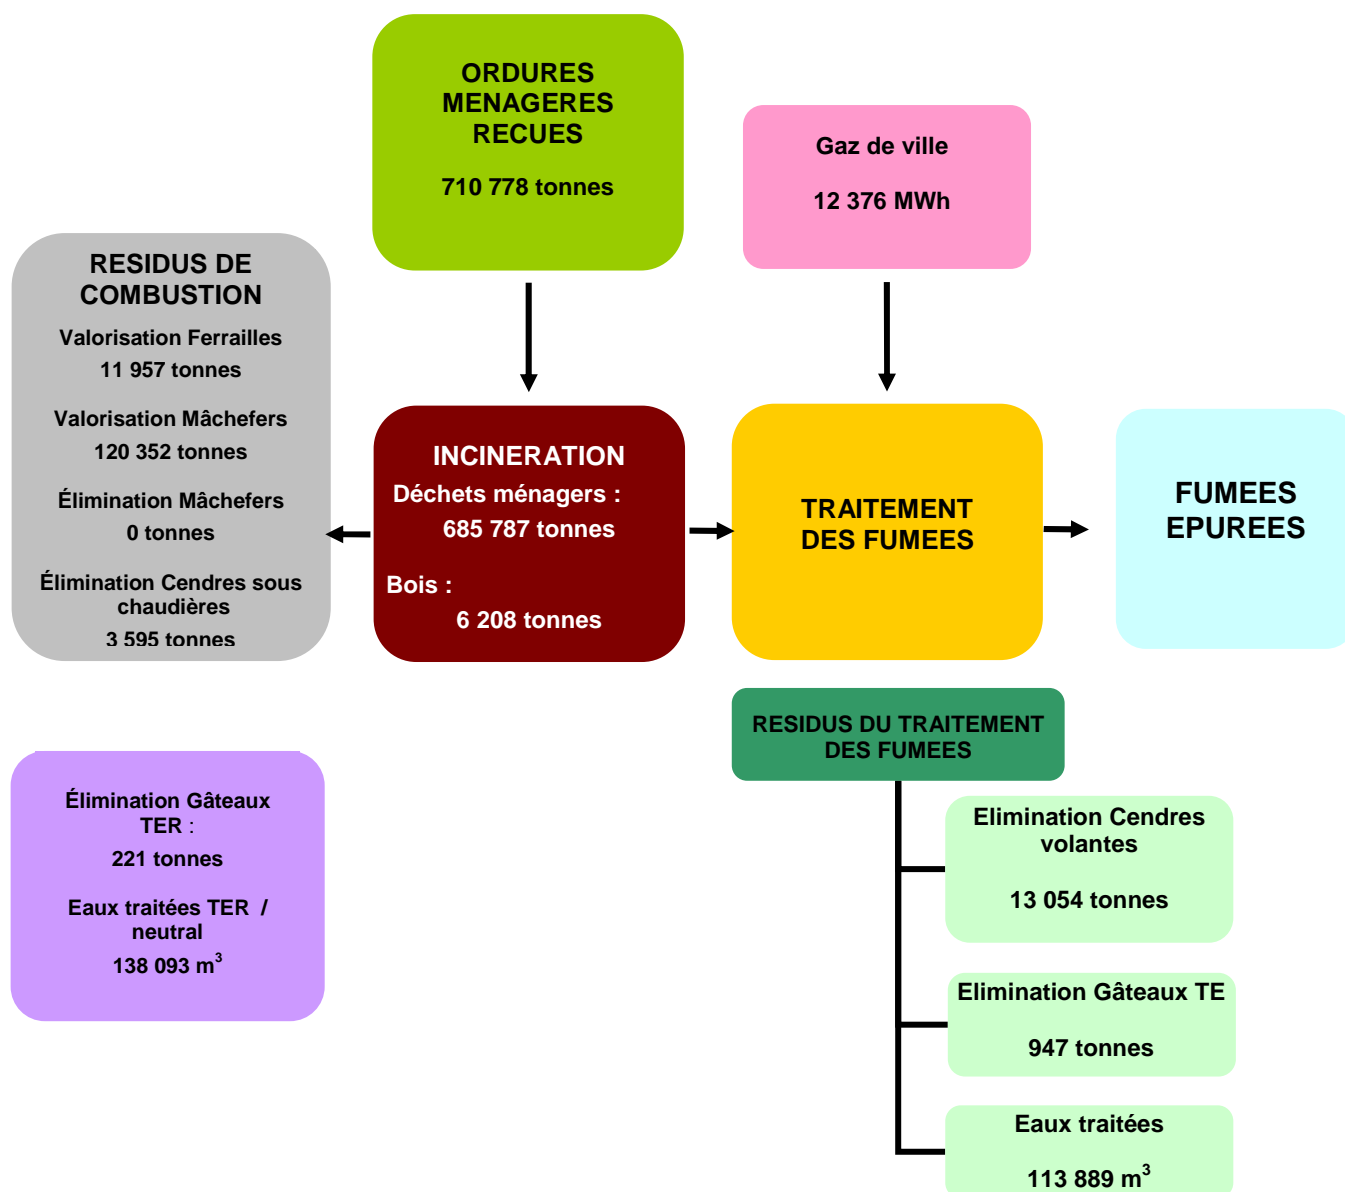 ORDURES
MENAGERES
RECUES
710 778 tonnes
Gaz de ville
12 376 MWh
RESIDUS DE
COMBUSTION
Valorisation Ferrailles
11 957 tonnes
Valorisation Mâchefers
120 352 tonnes
Élimination Mâchefers
0 tonnes
Élimination Cendres sous
chaudières
3 595 tonnes
INCINERATION
Déchets ménagers :
685 787 tonnes
Bois :
6 208 tonnes
TRAITEMENT
DES FUMEES
FUMEES
EPUREES
RESIDUS DU TRAITEMENT
DES FUMEES
Élimination Gâteaux
TER :
221 tonnes
Eaux traitées TER /
neutral
138 093 m³
Elimination Cendres
volantes
13 054 tonnes
Elimination Gâteaux TE
947 tonnes
Eaux traitées
113 889 m³